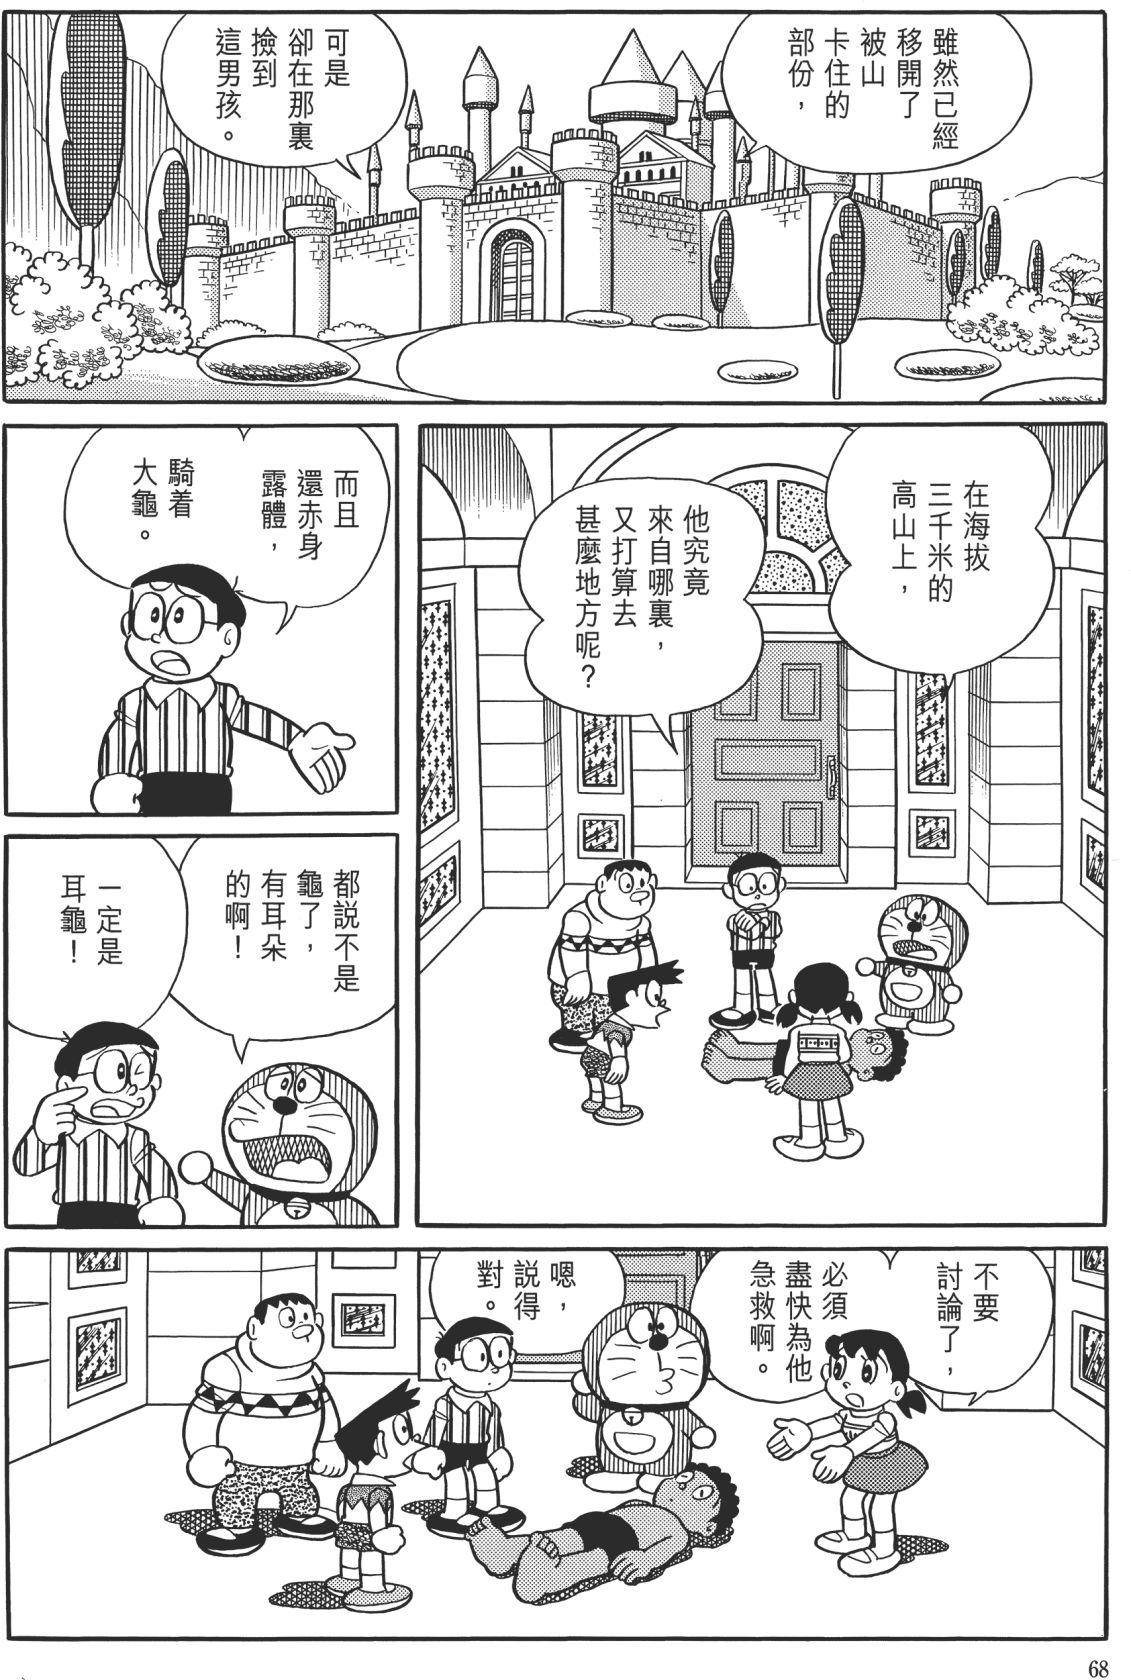 雖然已經
移開了
被山
卡住的
部份，
可是
卻在那裏
撿到
這男孩。
在海拔
三千米的
高山上，
他究竟
來自哪裏，
又打算去
甚麼地方呢？
而且
還赤身
露體，
騎着
大龜。
都説不是
龜了，
有耳朵
的啊！
一定是
耳龜！
不要
討論了，
必須
盡快為他
急救啊。
嗯，
説得
對。
68